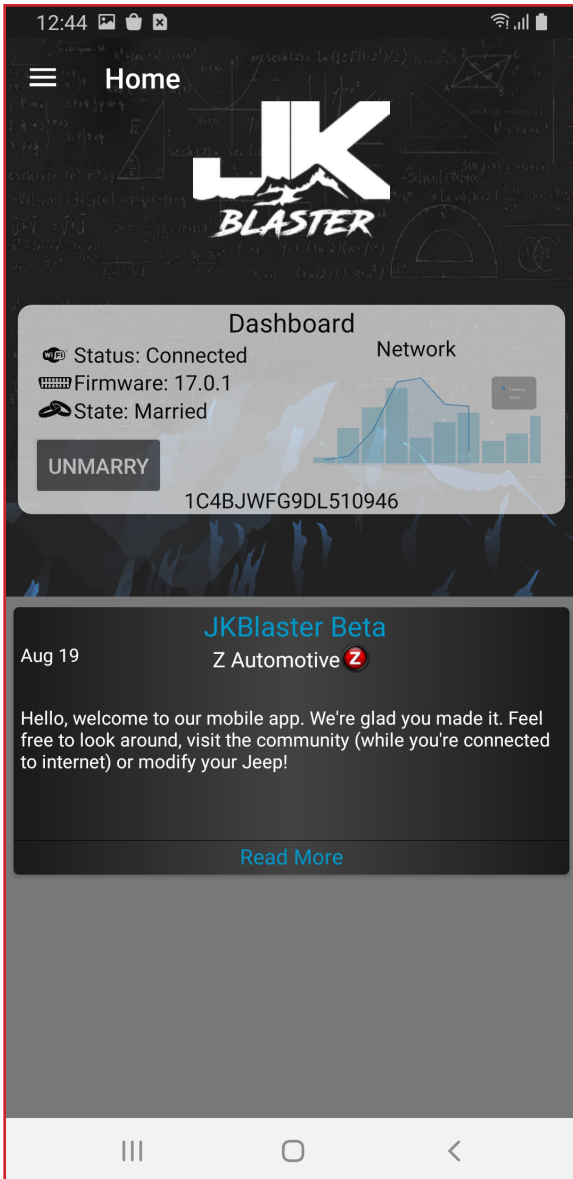 12:44
Home
JK
BLASTER
Dashboard
Status: Connected
Network
Firmware: 17.0.1
State: Married
UNMARRY
1C4BJWFG9DL510946
JKBlaster Beta
Aug 19
Z Automotive Z
Hello, welcome to our mobile app. We're glad you made it. Feel
free to look around, visit the community (while you're connected
to internet) or modify your Jeep!
Read More